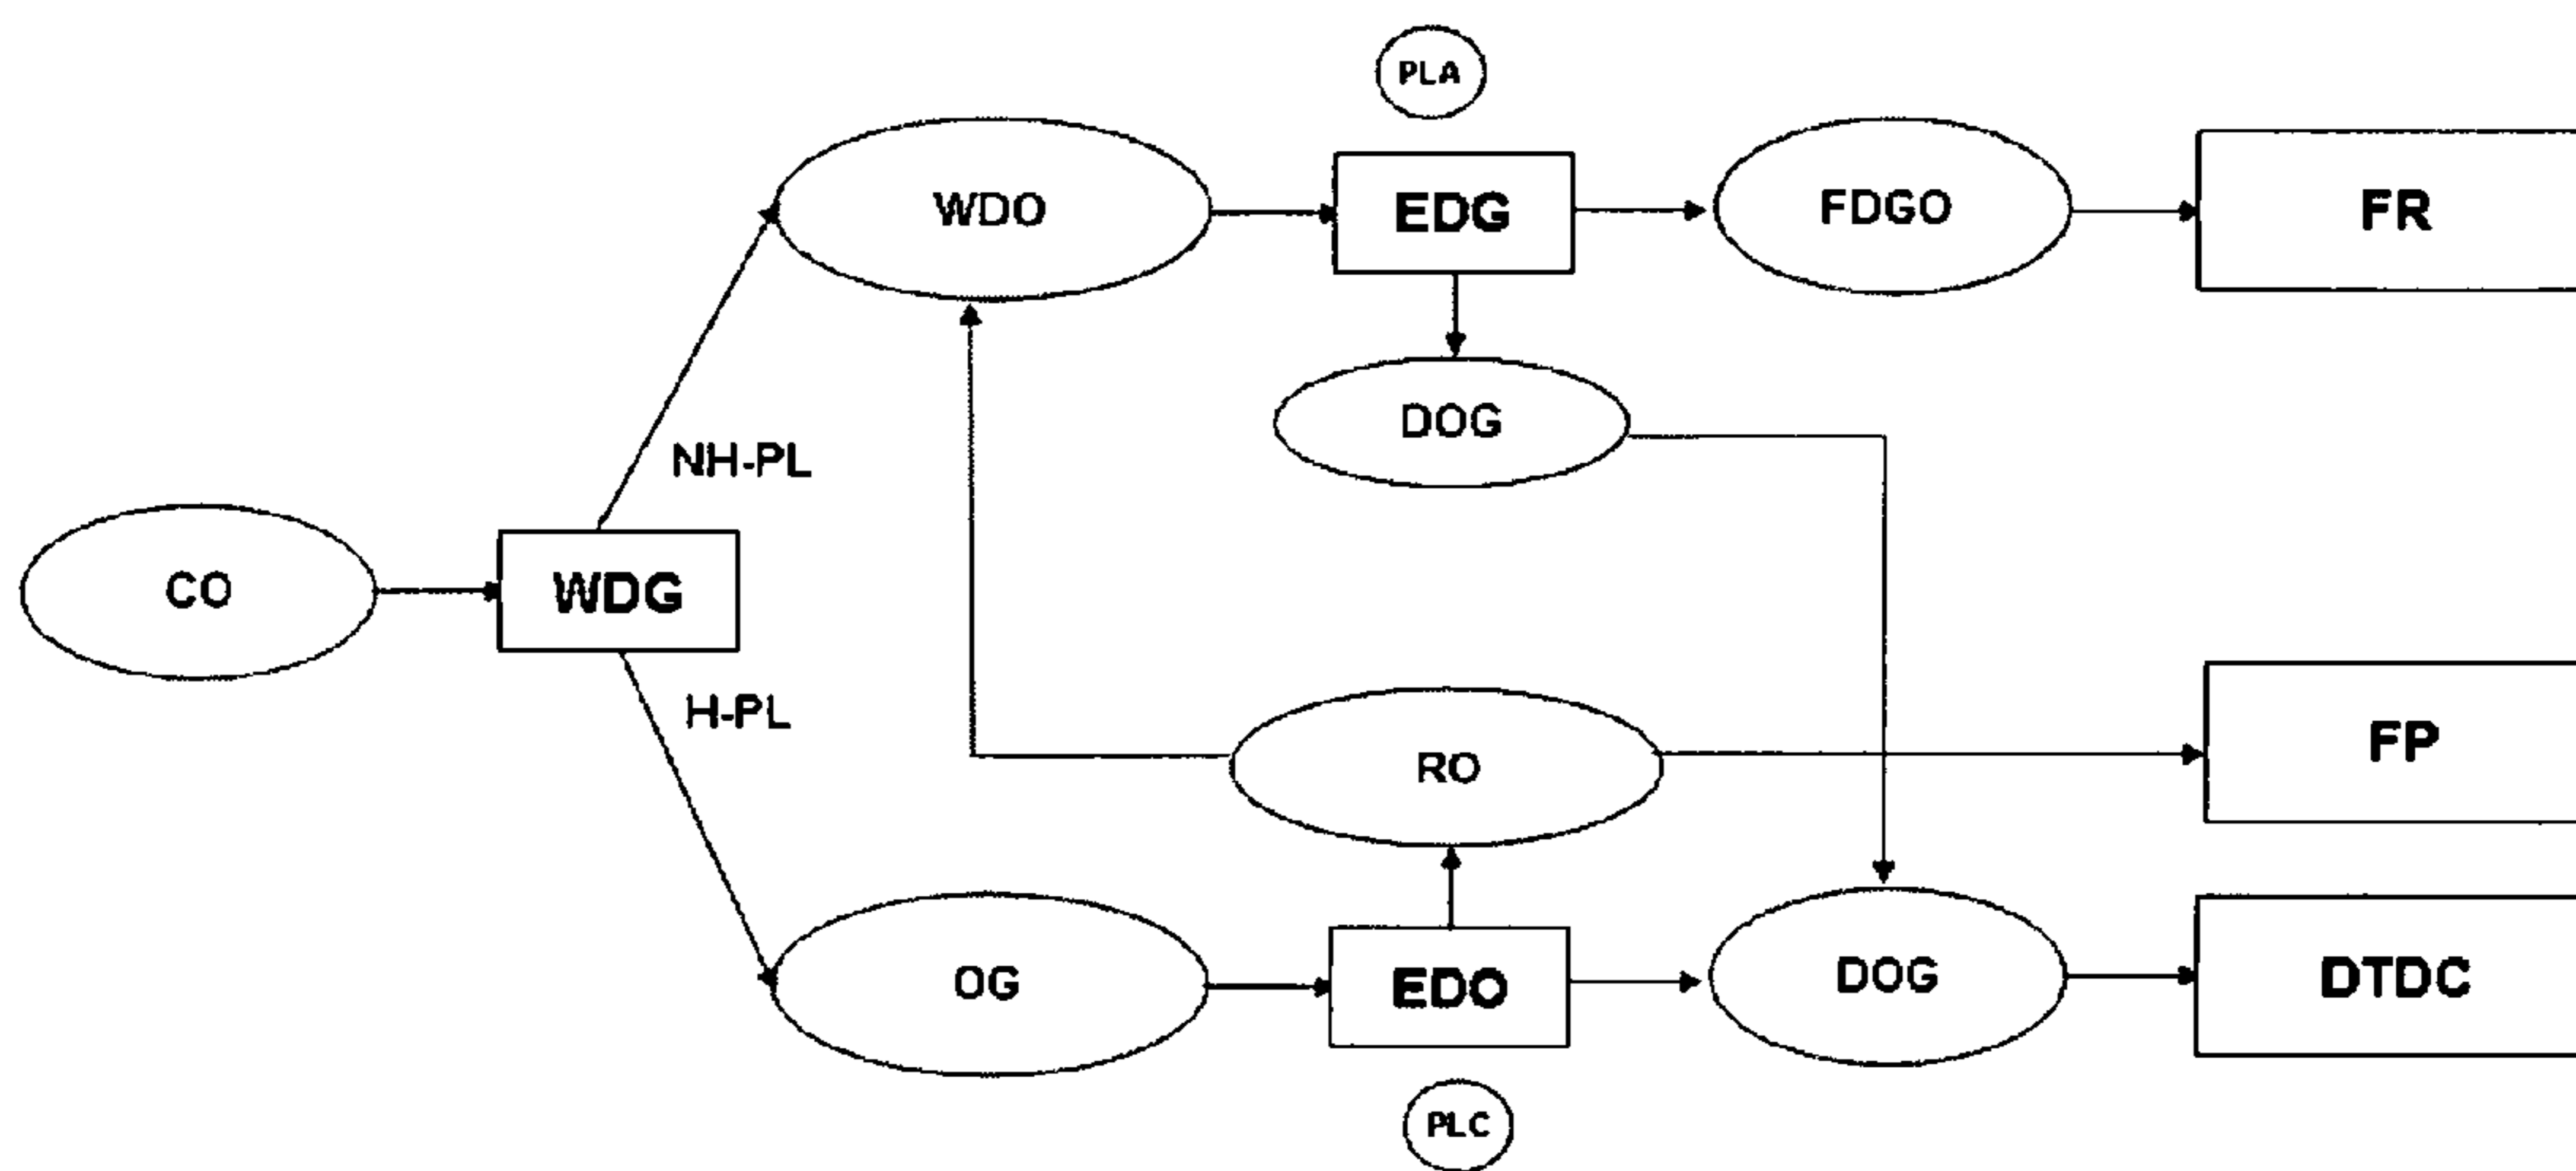 PLA
WDO
EDG
FDGO
FR
DOG
NH-PL
CO
WDG
H-PL
RO
FP
OG
EDO
DOG
DTDC
PLC